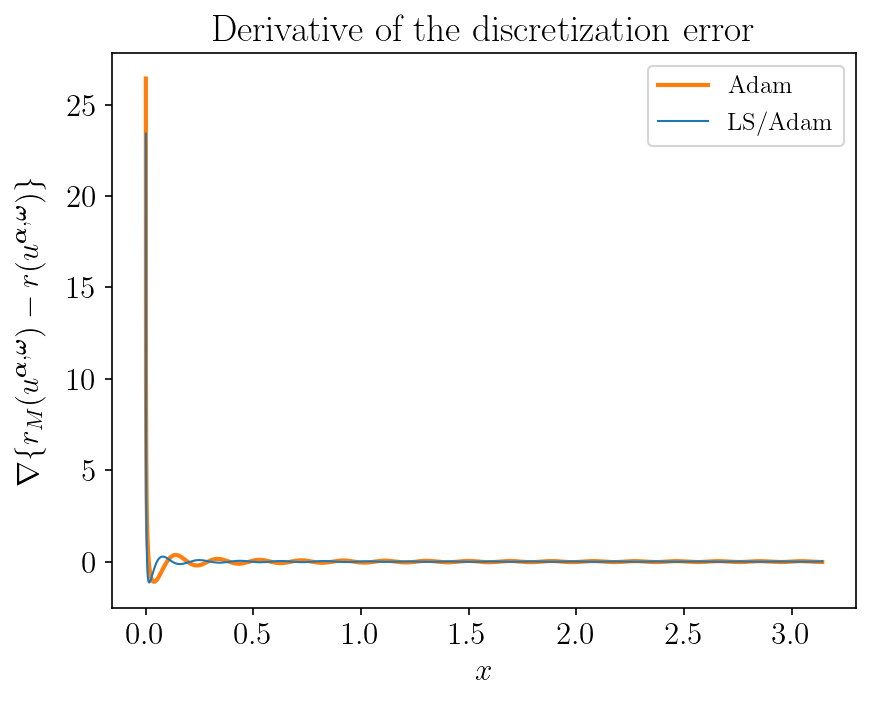 Derivative of the discretization error
Adam
LS/Adam
∇{r_M(u^{α,ω}) − r(u^{α,ω})}
25
20
15
10
5
0
0.0 0.5 1.0 1.5 2.0 2.5 3.0
x